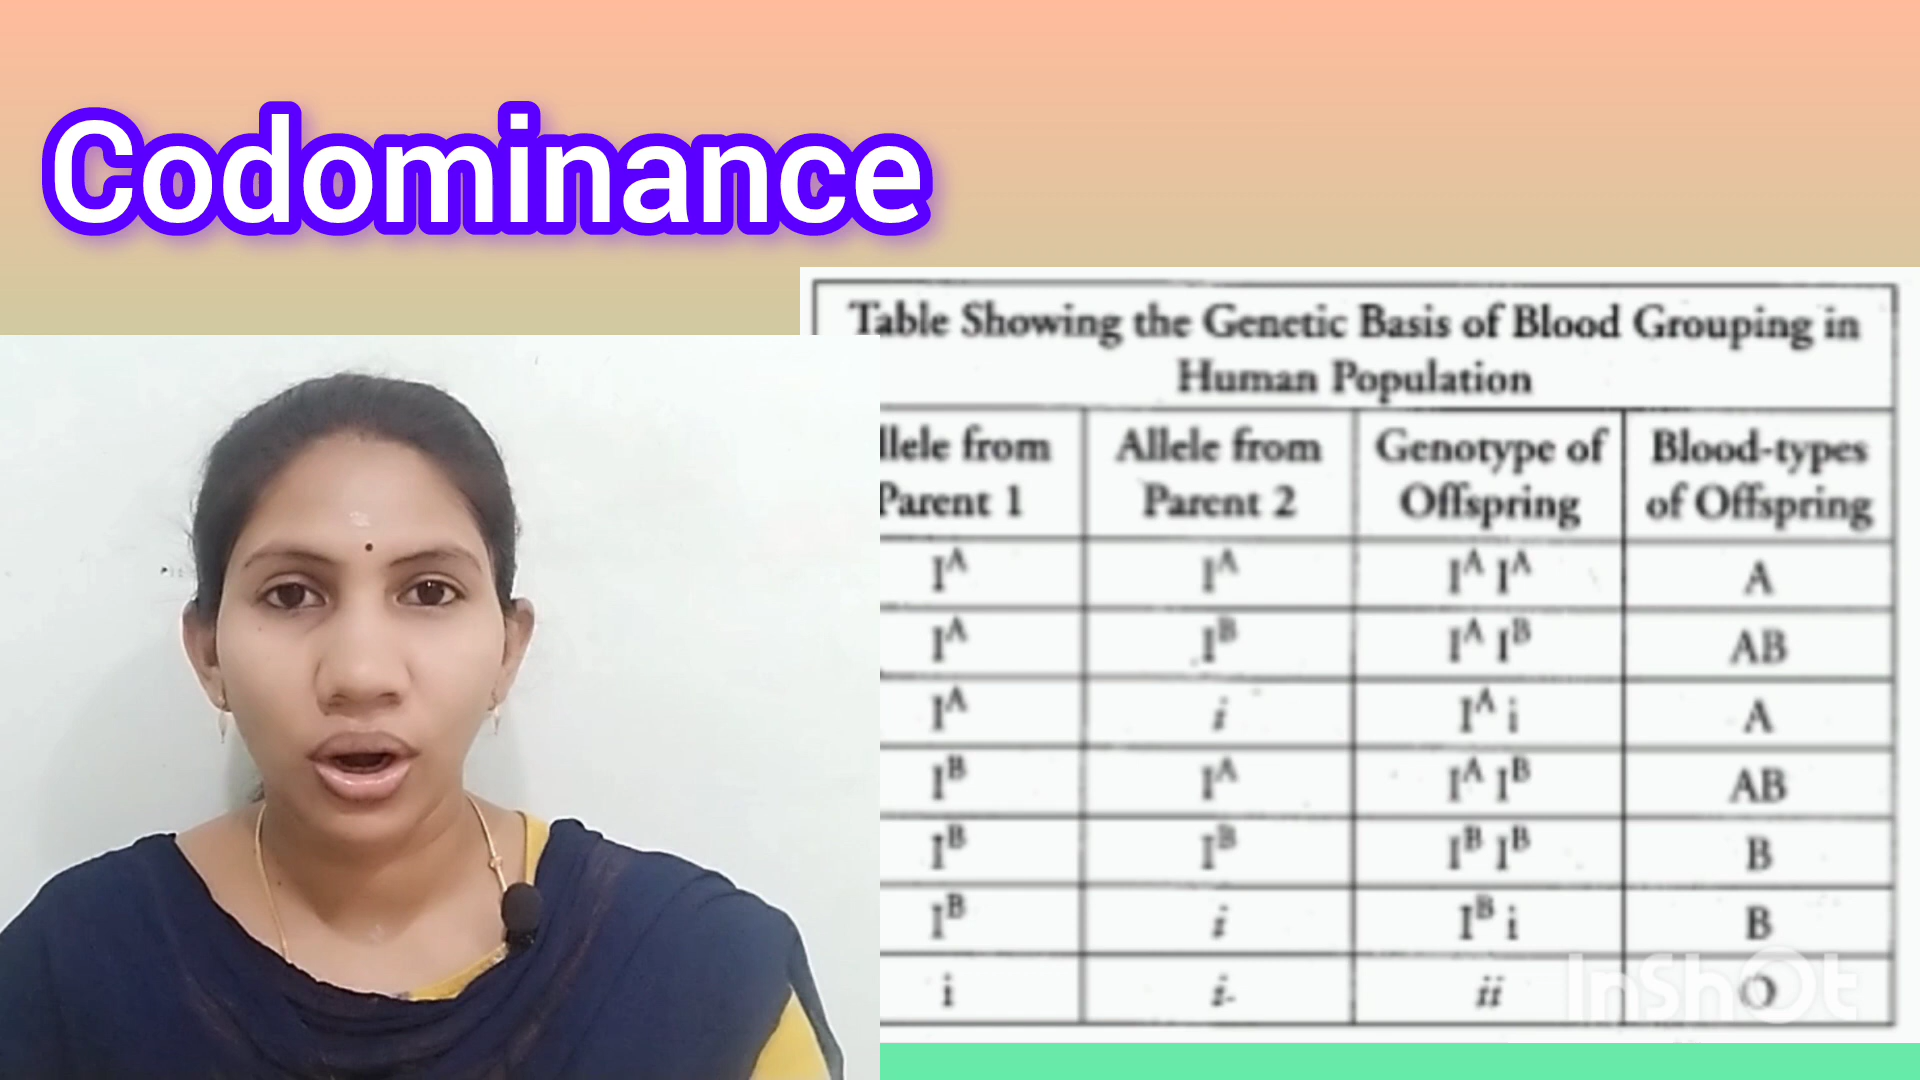 Codominance
Table Showing the Genetic Basis of Blood Grouping in
Human Population
llele from Allele from Genotype of Blood-types
Parent 1 Parent 2 Offspring of Offspring
Iᴬ Iᴬ Iᴬ Iᴬ A
Iᴬ Iᴮ Iᴬ Iᴮ AB
Iᴬ i Iᴬ i A
Iᴮ Iᴬ Iᴬ Iᴮ AB
Iᴮ Iᴮ Iᴮ Iᴮ B
Iᴮ i Iᴮ i B
i i ii O
InShOt